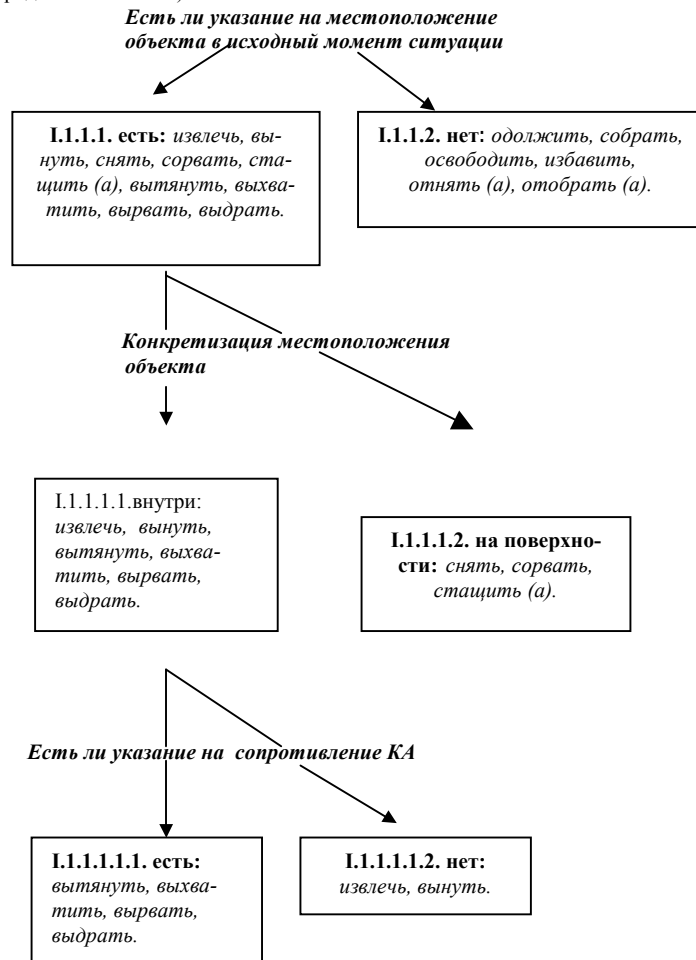 Есть ли указание на местоположение
объекта в исходный момент ситуации
I.1.1.1. есть: извлечь, вы-
нуть, снять, сорвать, ста-
щить (а), вытянуть, выхва-
тить, вырвать, выдрать.
I.1.1.2. нет: одолжить, собрать,
освободить, избавить,
отнять (а), отобрать (а).
Конкретизация местоположения
объекта
I.1.1.1.1.внутри:
извлечь, вынуть,
вытянуть, выхва-
тить, вырвать,
выдрать.
I.1.1.1.2. на поверхно-
сти: снять, сорвать,
стащить (а).
Есть ли указание на сопротивление КА
I.1.1.1.1.1. есть:
вытянуть, выхва-
тить, вырвать,
выдрать.
I.1.1.1.1.2. нет:
извлечь, вынуть.